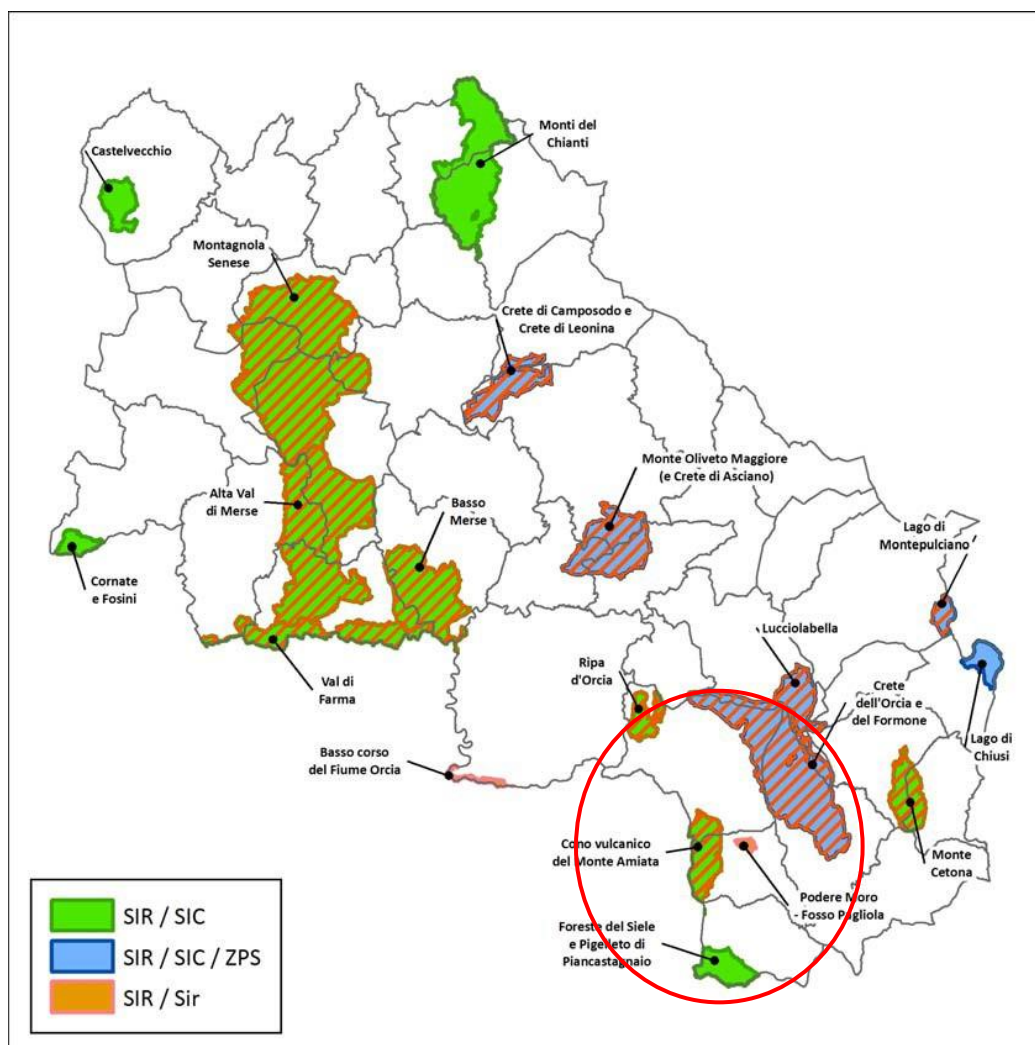 Monti del
Chianti
Castelvecchio
Montagnola
Senese
Crete di Camposodo e
Crete di Leonina
Monte Oliveto Maggiore
(e Crete di Asciano)
Alta Val
di Merse
Basso
Merse
Lago di
Montepulciano
Cornate
e Fosini
Lucciolabella
Ripa
d'Orcia
Crete
dell'Orcia e
del Formone
Val di
Farma
Lago di
Chiusi
Basso corso
del Fiume Orcia
Cono vulcanico
del Monte Amiata
Monte
Cetona
Podere Moro
- Fosso Pagliola
Foreste del Siele
e Pigelleto di
Piancastagnaio
SIR / SIC
SIR / SIC / ZPS
SIR / Sir